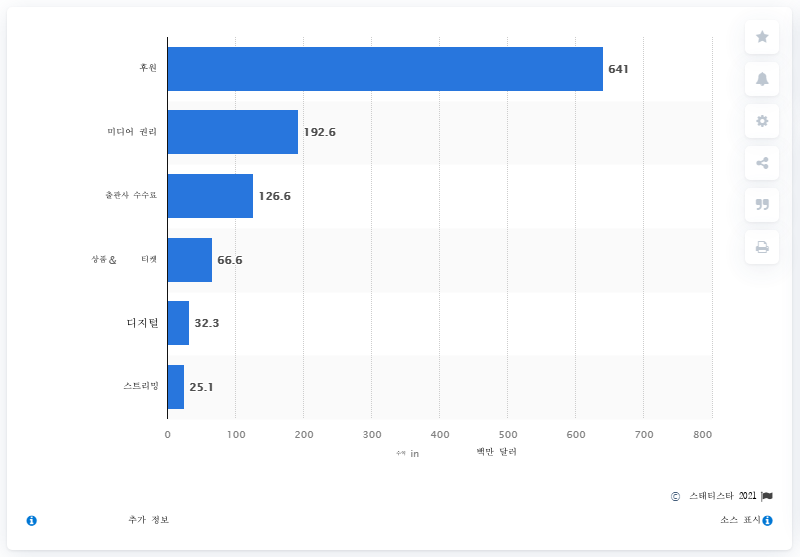 후원
641
미디어 권리
192.6
출판사 수수료
126.6
상품 & 티켓
66.6
디지털
32.3
스트리밍
25.1
0 100 200 300 400 500 600 700 800
in 백만 달러
© 스태티스타 2021
추가 정보
소스 표시